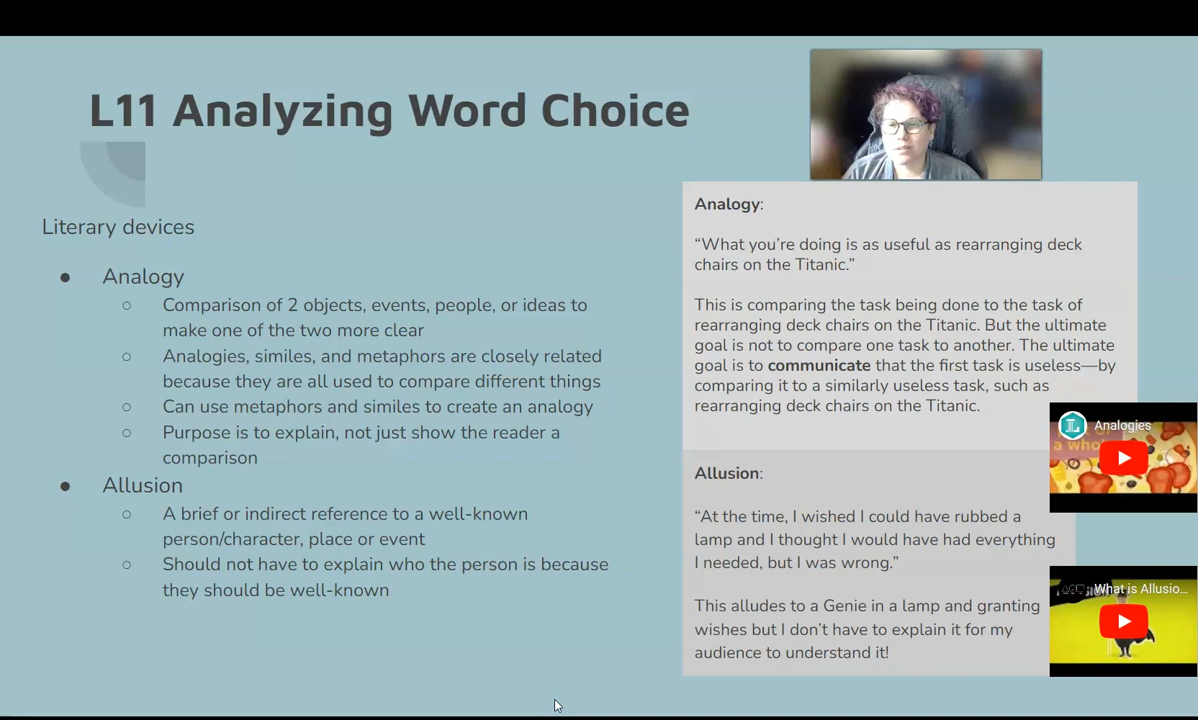 L11 Analyzing Word Choice
Literary devices
● Analogy
○ Comparison of 2 objects, events, people, or ideas to
make one of the two more clear
○ Analogies, similes, and metaphors are closely related
because they are all used to compare different things
○ Can use metaphors and similes to create an analogy
○ Purpose is to explain, not just show the reader a
comparison
● Allusion
○ A brief or indirect reference to a well-known
person/character, place or event
○ Should not have to explain who the person is because
they should be well-known
Analogy:
“What you’re doing is as useful as rearranging deck
chairs on the Titanic.”
This is comparing the task being done to the task of
rearranging deck chairs on the Titanic. But the ultimate
goal is not to compare one task to another. The ultimate
goal is to communicate that the first task is useless—by
comparing it to a similarly useless task, such as
rearranging deck chairs on the Titanic.
Analogies
a who
Allusion:
“At the time, I wished I could have rubbed a
lamp and I thought I would have had everything
I needed, but I was wrong.”
This alludes to a Genie in a lamp and granting
wishes but I don’t have to explain it for my
audience to understand it!
What is Allusio...